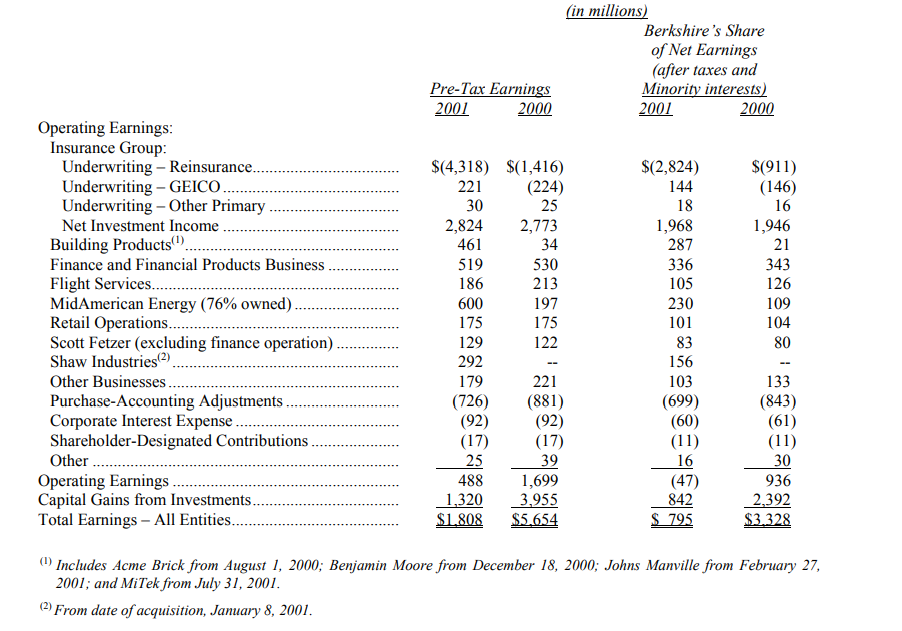 (in millions)
Berkshire’s Share
of Net Earnings
(after taxes and
Pre-Tax Earnings Minority interests)
2001 2000 2001 2000
Operating Earnings:
Insurance Group:
Underwriting – Reinsurance.................................... $(4,318) $(1,416) $(2,824) $(911)
Underwriting – GEICO ............................................ 221 (224) 144 (146)
Underwriting – Other Primary ................................ 30 25 18 16
Net Investment Income ............................................ 2,824 2,773 1,968 1,946
Building Products(1)..................................................... 461 34 287 21
Finance and Financial Products Business .................. 519 530 336 343
Flight Services.............................................................. 186 213 105 126
MidAmerican Energy (76% owned) .......................... 600 197 230 109
Retail Operations.......................................................... 175 175 101 104
Scott Fetzer (excluding finance operation) ............... 129 122 83 80
Shaw Industries(2) ........................................................ 292 -- 156 --
Other Businesses .......................................................... 179 221 103 133
Purchase-Accounting Adjustments ............................ (726) (881) (699) (843)
Corporate Interest Expense ......................................... (92) (92) (60) (61)
Shareholder-Designated Contributions ...................... (17) (17) (11) (11)
Other ............................................................................. 25 39 16 30
Operating Earnings ......................................................... 488 1,699 (47) 936
Capital Gains from Investments..................................... 1,320 3,955 842 2,392
Total Earnings – All Entities.......................................... $1,808 $5,654 $ 795 $3,328
(1) Includes Acme Brick from August 1, 2000; Benjamin Moore from December 18, 2000; Johns Manville from February 27,
2001; and MiTek from July 31, 2001.
(2) From date of acquisition, January 8, 2001.